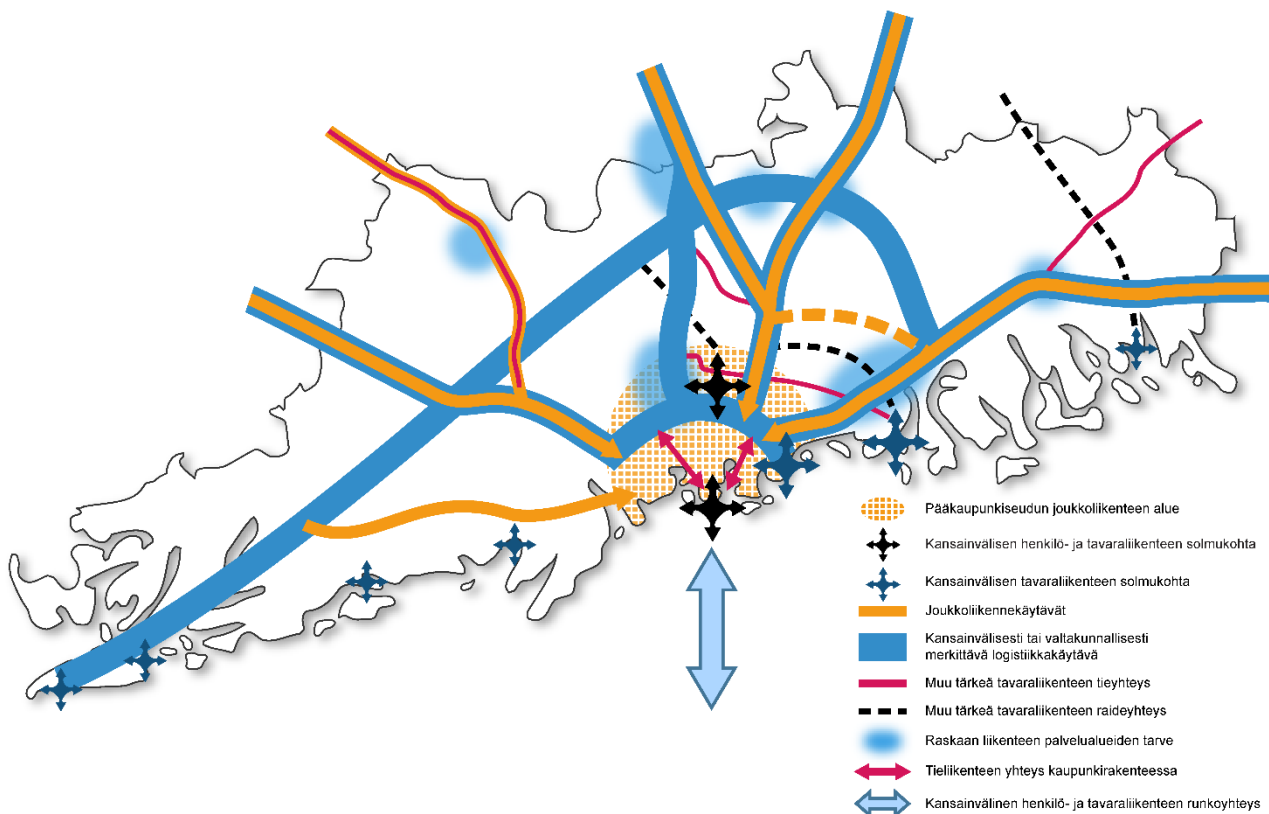 Pääkaupunkiseudun joukkoliikenteen alue
Kansainvälisen henkilö- ja tavaraliikenteen solmukohta
Kansainvälisen tavaraliikenteen solmukohta
Joukkoliikennekäytävät
Kansainvälisesti tai valtakunnallisesti
merkittävä logistiikkakäytävä
Muu tärkeä tavaraliikenteen tieyhteys
Muu tärkeä tavaraliikenteen raideyhteys
Raskaan liikenteen palvelualueiden tarve
Tieliikenteen yhteys kaupunkirakenteessa
Kansainvälinen henkilö- ja tavaraliikenteen runkoyhteys